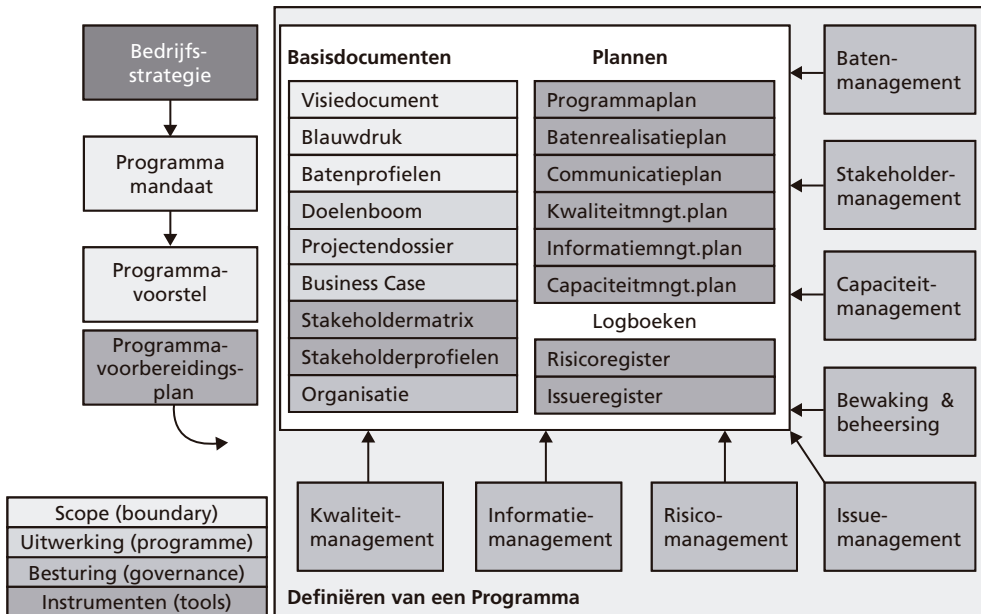 Bedrijfs-
strategie
Programma
mandaat
Programma-
voorstel
Programma-
voorbereidings-
plan
Basisdocumenten
Visiedocument
Blauwdruk
Batenprofielen
Doelenboom
Projectendossier
Business Case
Stakeholdermatrix
Stakeholderprofielen
Organisatie
Plannen
Programmaplan
Batenrealisatieplan
Communicatieplan
Kwaliteitmngt.plan
Informatiemngt.plan
Capaciteitmngt.plan
Logboeken
Risicoregister
Issueregister
Baten-
management
Stakeholder-
management
Capaciteit-
management
Bewaking &
beheersing
Kwaliteit-
management
Informatie-
management
Risico-
management
Issue-
management
Scope (boundary)
Uitwerking (programme)
Besturing (governance)
Instrumenten (tools)
Definiëren van een Programma